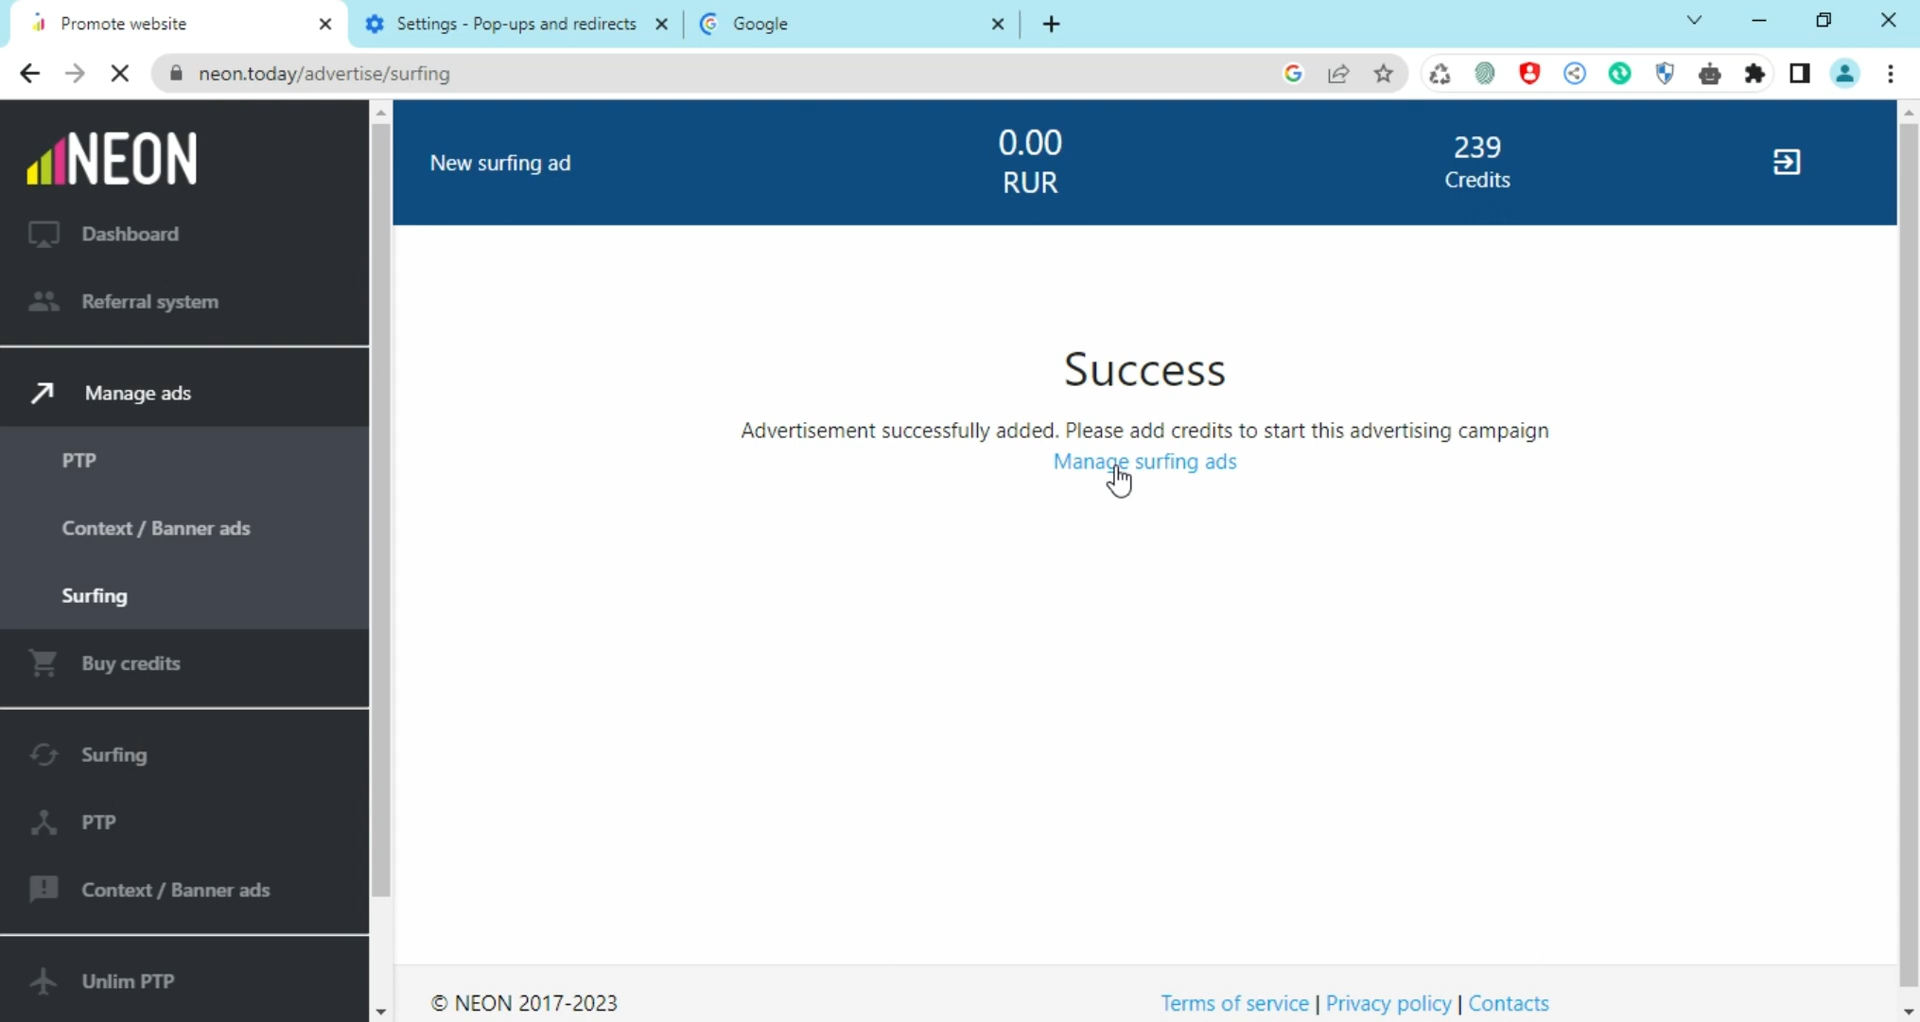 Promote website
Settings - Pop-ups and redirects
Google
neon.today/advertise/surfing
NEON
Dashboard
Referral system
Manage ads
PTP
Context / Banner ads
Surfing
Buy credits
Surfing
PTP
Context / Banner ads
Unlim PTP
New surfing ad
0.00
RUR
239
Credits
Success
Advertisement successfully added. Please add credits to start this advertising campaign
Manage surfing ads
© NEON 2017-2023
Terms of service | Privacy policy | Contacts